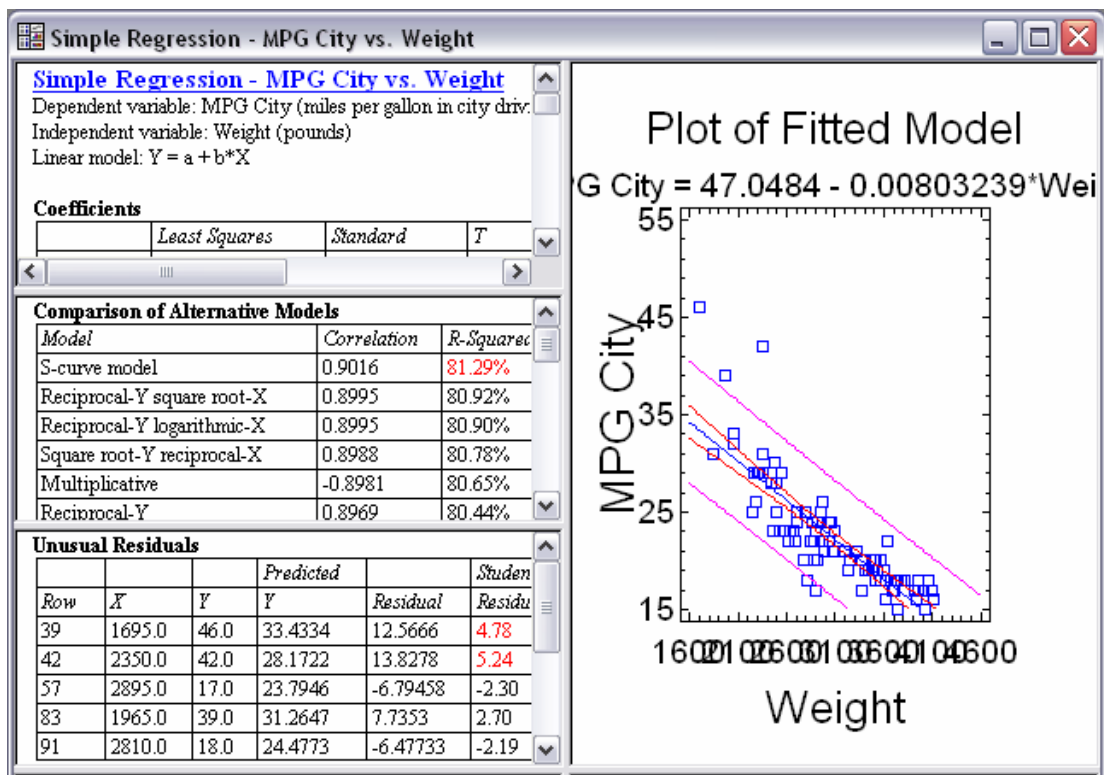 Simple Regression - MPG City vs. Weight
Simple Regression - MPG City vs. Weight
Dependent variable: MPG City (miles per gallon in city driv
Independent variable: Weight (pounds)
Linear model: Y = a + b*X
Coefficients
Least Squares Standard T
Comparison of Alternative Models
Model Correlation R-Squared
S-curve model 0.9016 81.29%
Reciprocal-Y square root-X 0.8995 80.92%
Reciprocal-Y logarithmic-X 0.8995 80.90%
Square root-Y reciprocal-X 0.8988 80.78%
Multiplicative -0.8981 80.65%
Reciprocal-Y 0.8969 80.44%
Unusual Residuals
Predicted Studen
Row X Y Y Residual Residu
39 1695.0 46.0 33.4334 12.5666 4.78
42 2350.0 42.0 28.1722 13.8278 5.24
57 2895.0 17.0 23.7946 -6.79458 -2.30
83 1965.0 39.0 31.2647 7.7353 2.70
91 2810.0 18.0 24.4773 -6.47733 -2.19
Plot of Fitted Model
PG City = 47.0484 - 0.00803239*Wei
55
45
35
25
15
MPG City
1600 2100 2600 3100 3600 4100 4600
Weight